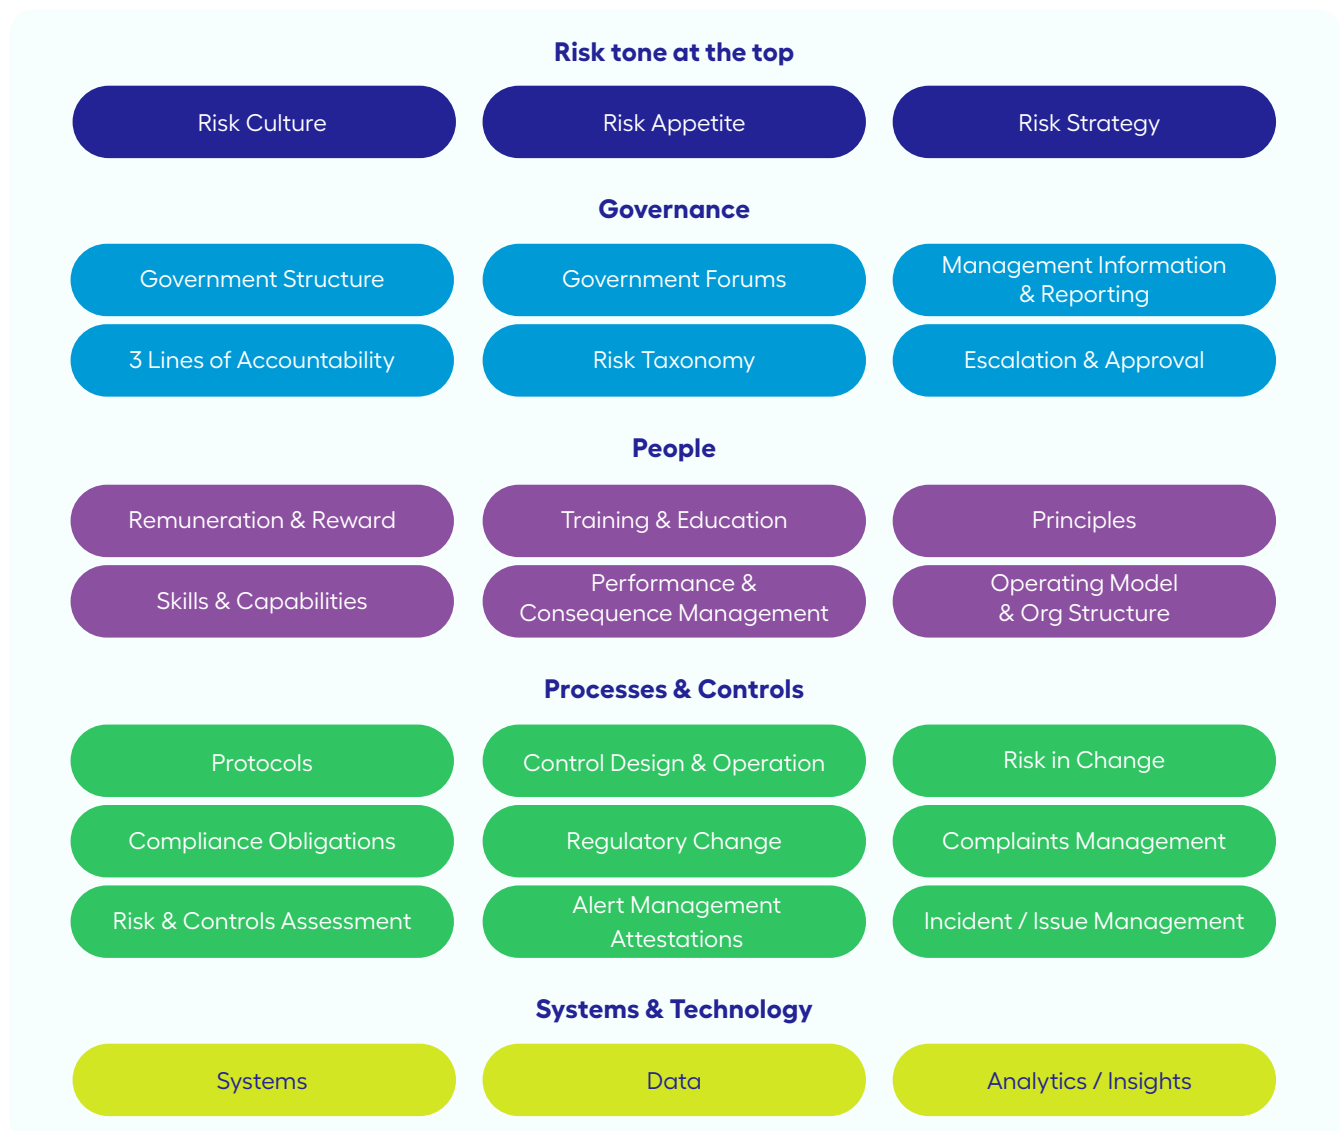 Risk tone at the top
Risk Culture
Risk Appetite
Risk Strategy
Governance
Government Structure
Government Forums
Management Information
& Reporting
3 Lines of Accountability
Risk Taxonomy
Escalation & Approval
People
Remuneration & Reward
Training & Education
Principles
Skills & Capabilities
Performance &
Consequence Management
Operating Model
& Org Structure
Processes & Controls
Protocols
Control Design & Operation
Risk in Change
Compliance Obligations
Regulatory Change
Complaints Management
Risk & Controls Assessment
Alert Management
Attestations
Incident / Issue Management
Systems & Technology
Systems
Data
Analytics / Insights